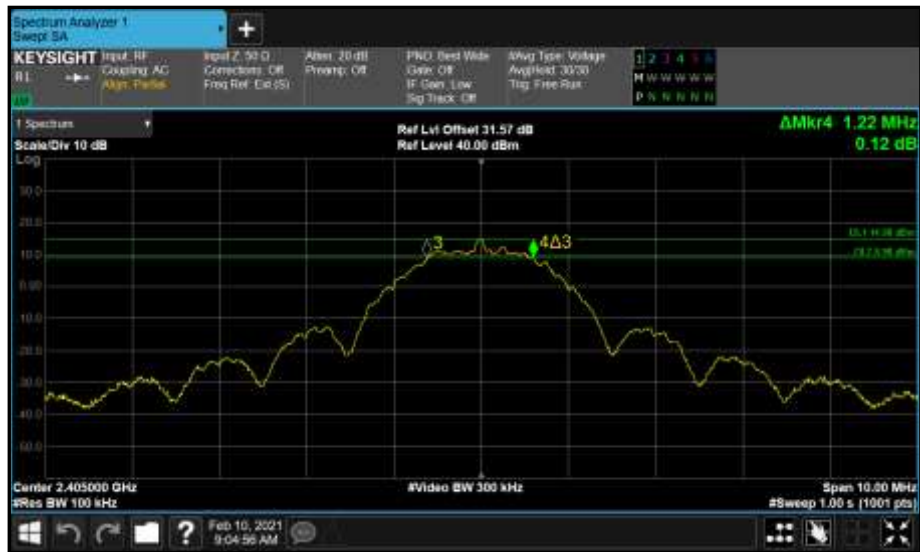 Spectrum Analyzer 1
Swept SA
+
KEYSIGHT Input: RF
R1 Coupling: AC
Align: Partial
Input Z: 50 Ω
Corrections: Off
Freq Ref: Ext (S)
Atten: 20 dB
Preamp: Off
PNO: Best Wide
Gate: Off
IF Gain: Low
Sig Track: Off
#Avg Type: Voltage
Avg|Hold: 30/30
Trig: Free Run
1 2 3 4 5 6
M W W W W W
P N N N N N
1 Spectrum
Scale/Div 10 dB
Ref Lvl Offset 31.57 dB
Ref Level 40.00 dBm
ΔMkr4 1.22 MHz
0.12 dB
Log
30.0
20.0
10.0
0.00
-10.0
-20.0
-30.0
-40.0
-50.0
3
4Δ3
Center 2.405000 GHz
#Res BW 100 kHz
#Video BW 300 kHz
Span 10.00 MHz
#Sweep 1.00 s (1001 pts)
?
Feb 10, 2021
9:04:56 AM